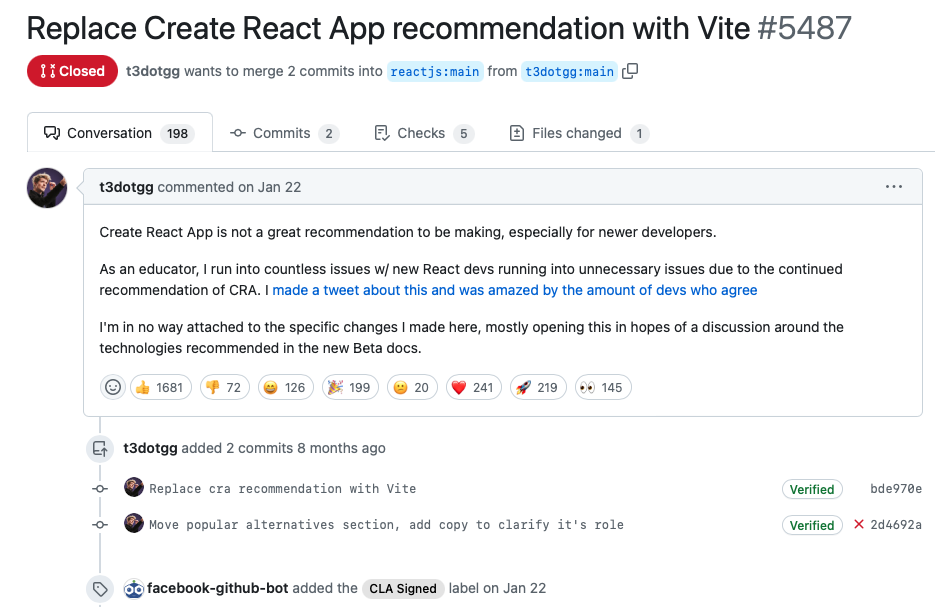 Replace Create React App recommendation with Vite #5487
Closed t3dotgg wants to merge 2 commits into reactjs:main from t3dotgg:main
Conversation 198 Commits 2 Checks 5 Files changed 1
t3dotgg commented on Jan 22
Create React App is not a great recommendation to be making, especially for newer developers.
As an educator, I run into countless issues w/ new React devs running into unnecessary issues due to the continued
recommendation of CRA. I made a tweet about this and was amazed by the amount of devs who agree
I'm in no way attached to the specific changes I made here, mostly opening this in hopes of a discussion around the
technologies recommended in the new Beta docs.
1681 72 126 199 20 241 219 145
t3dotgg added 2 commits 8 months ago
Replace cra recommendation with Vite Verified bde970e
Move popular alternatives section, add copy to clarify it's role Verified 2d4692a
facebook-github-bot added the CLA Signed label on Jan 22